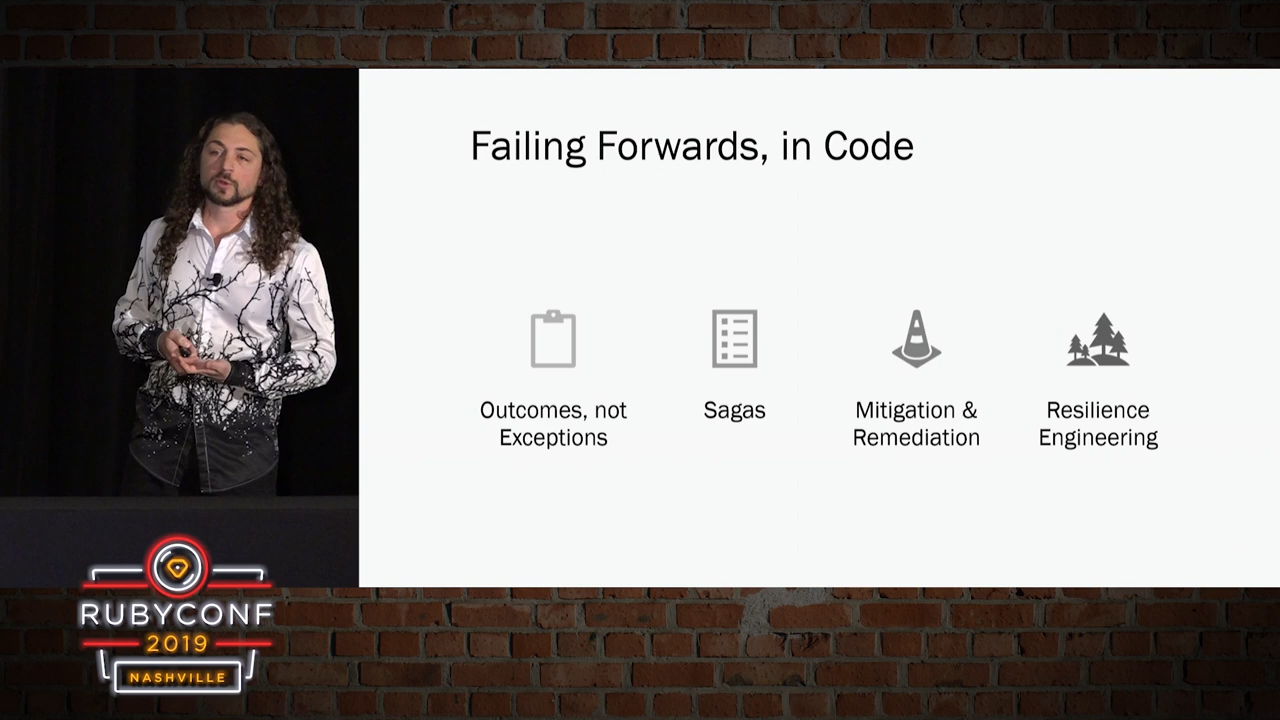 Failing Forwards, in Code
Outcomes, not
Exceptions
Sagas
Mitigation &
Remediation
Resilience
Engineering
RUBYCONF
2019
NASHVILLE